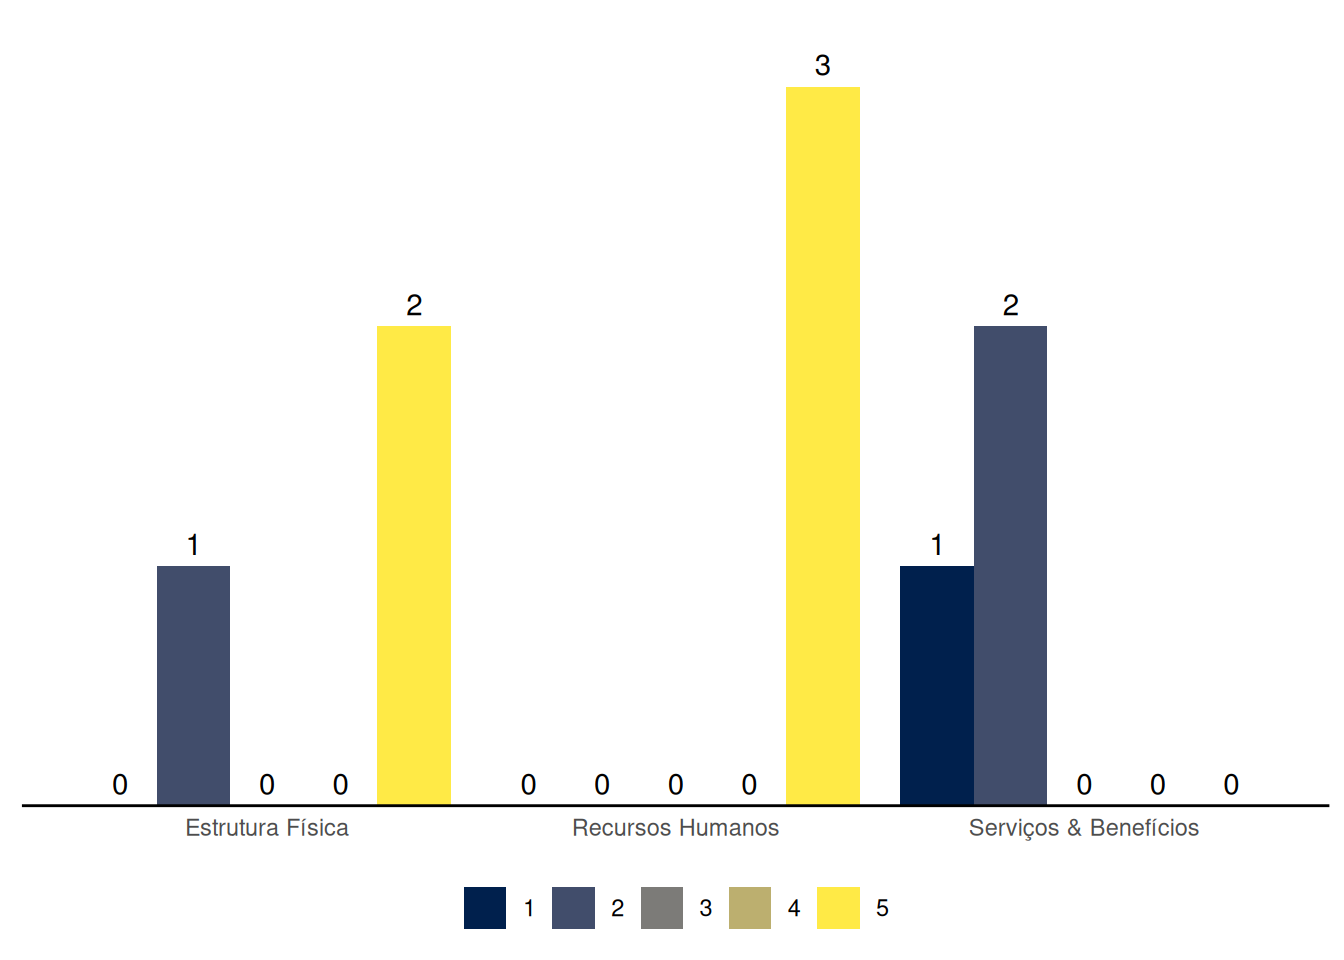 3
2 2
1 1
0 0 0 0 0 0 0 0 0 0
Estrutura Física Recursos Humanos Serviços & Benefícios
1 2 3 4 5